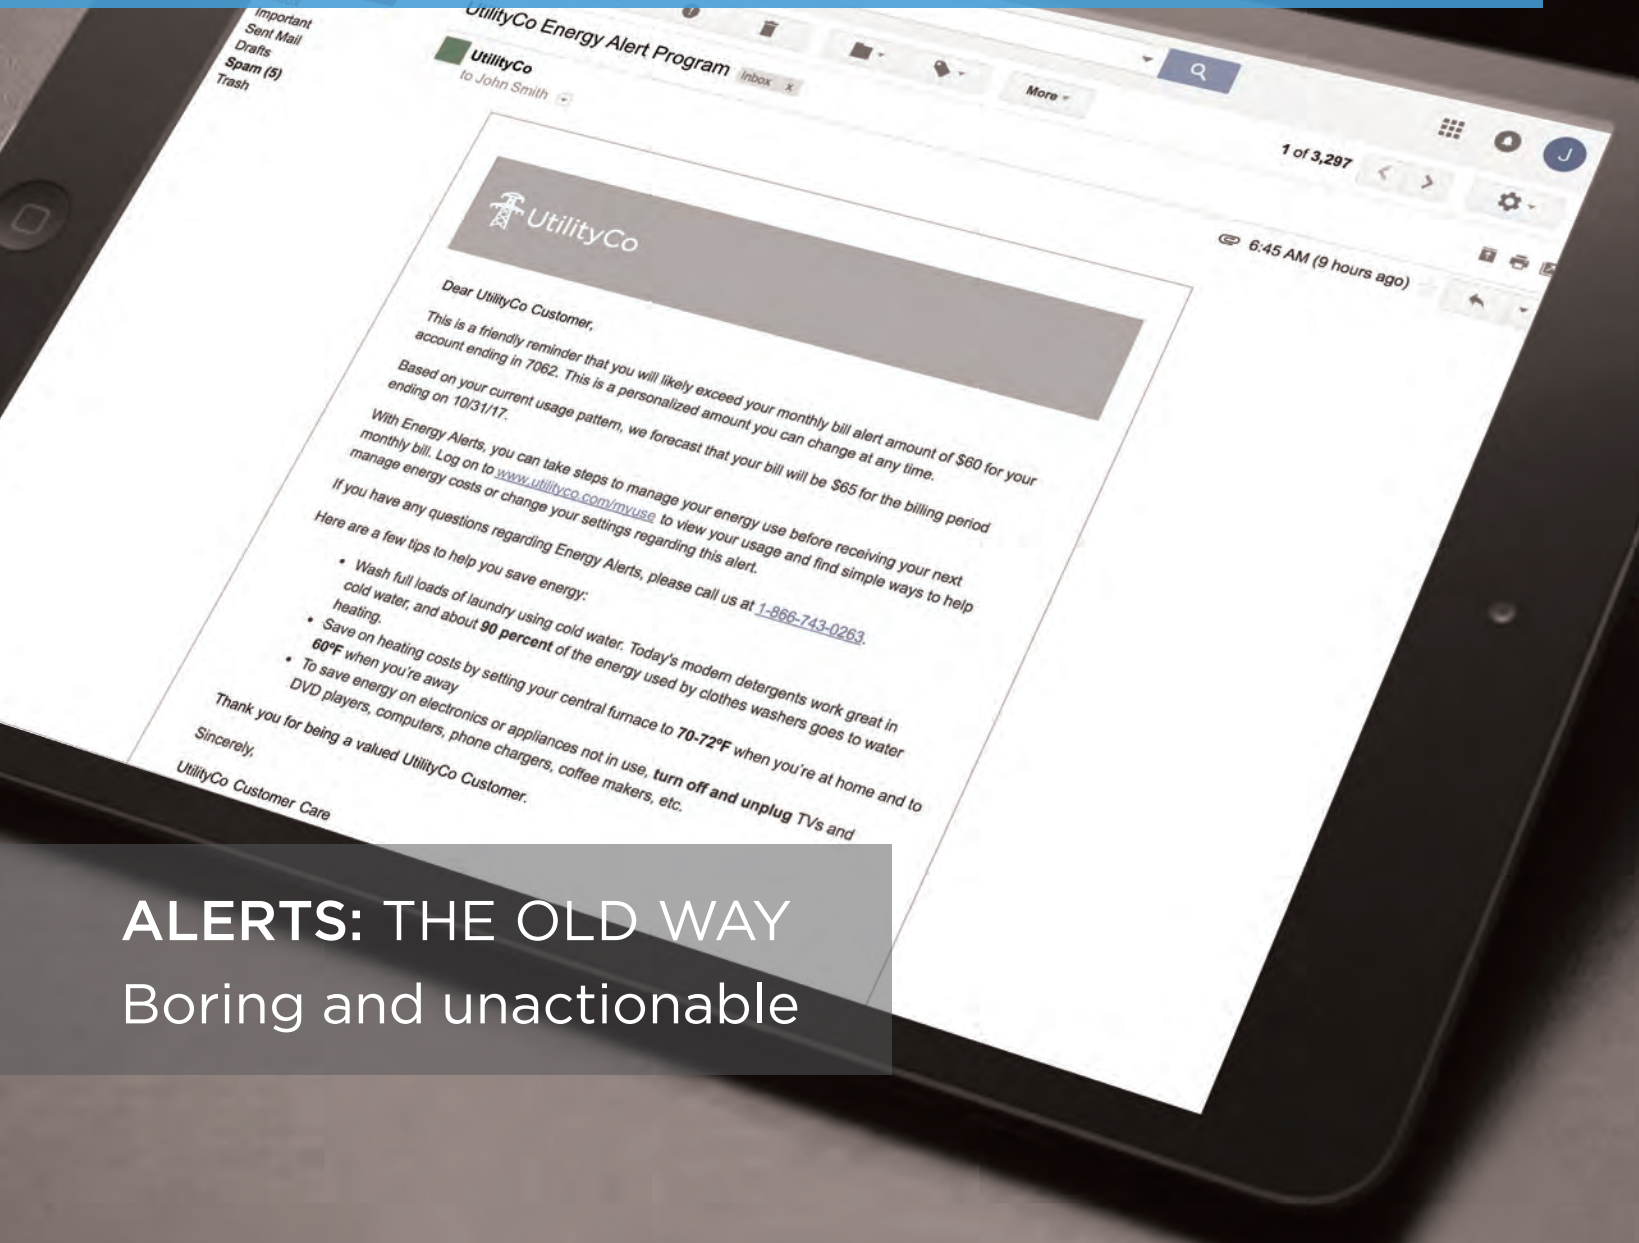 Important
Sent Mail
Drafts
Spam (5)
Trash
UtilityCo Energy Alert Program Inbox x
More
UtilityCo
to John Smith
J
1 of 3,297
6:45 AM (9 hours ago)
UtilityCo
Dear UtilityCo Customer,
This is a friendly reminder that you will likely exceed your monthly bill alert amount of $60 for your
account ending in 7062. This is a personalized amount you can change at any time.
Based on your current usage pattern, we forecast that your bill will be $65 for the billing period
ending on 10/31/17.
With Energy Alerts, you can take steps to manage your energy use before receiving your next
monthly bill. Log on to www.utilityco.com/myuse to view your usage and find simple ways to help
manage energy costs or change your settings regarding this alert.
If you have any questions regarding Energy Alerts, please call us at 1-866-743-0263.
Here are a few tips to help you save energy:
• Wash full loads of laundry using cold water. Today's modern detergents work great in
cold water, and about 90 percent of the energy used by clothes washers goes to water
heating.
• Save on heating costs by setting your central furnace to 70-72ºF when you're at home and to
60ºF when you're away
• To save energy on electronics or appliances not in use, turn off and unplug TVs and
DVD players, computers, phone chargers, coffee makers, etc.
Thank you for being a valued UtilityCo Customer.
Sincerely,
UtilityCo Customer Care
ALERTS: THE OLD WAY
Boring and unactionable